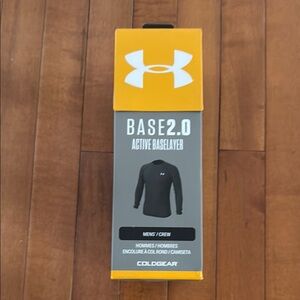 BASE2.0
ACTIVE BASELAYER
MENS'/CREW
HOMMES/HOMBRES
ENCOLURE À COL ROND/CAMISETA
COLDGEAR